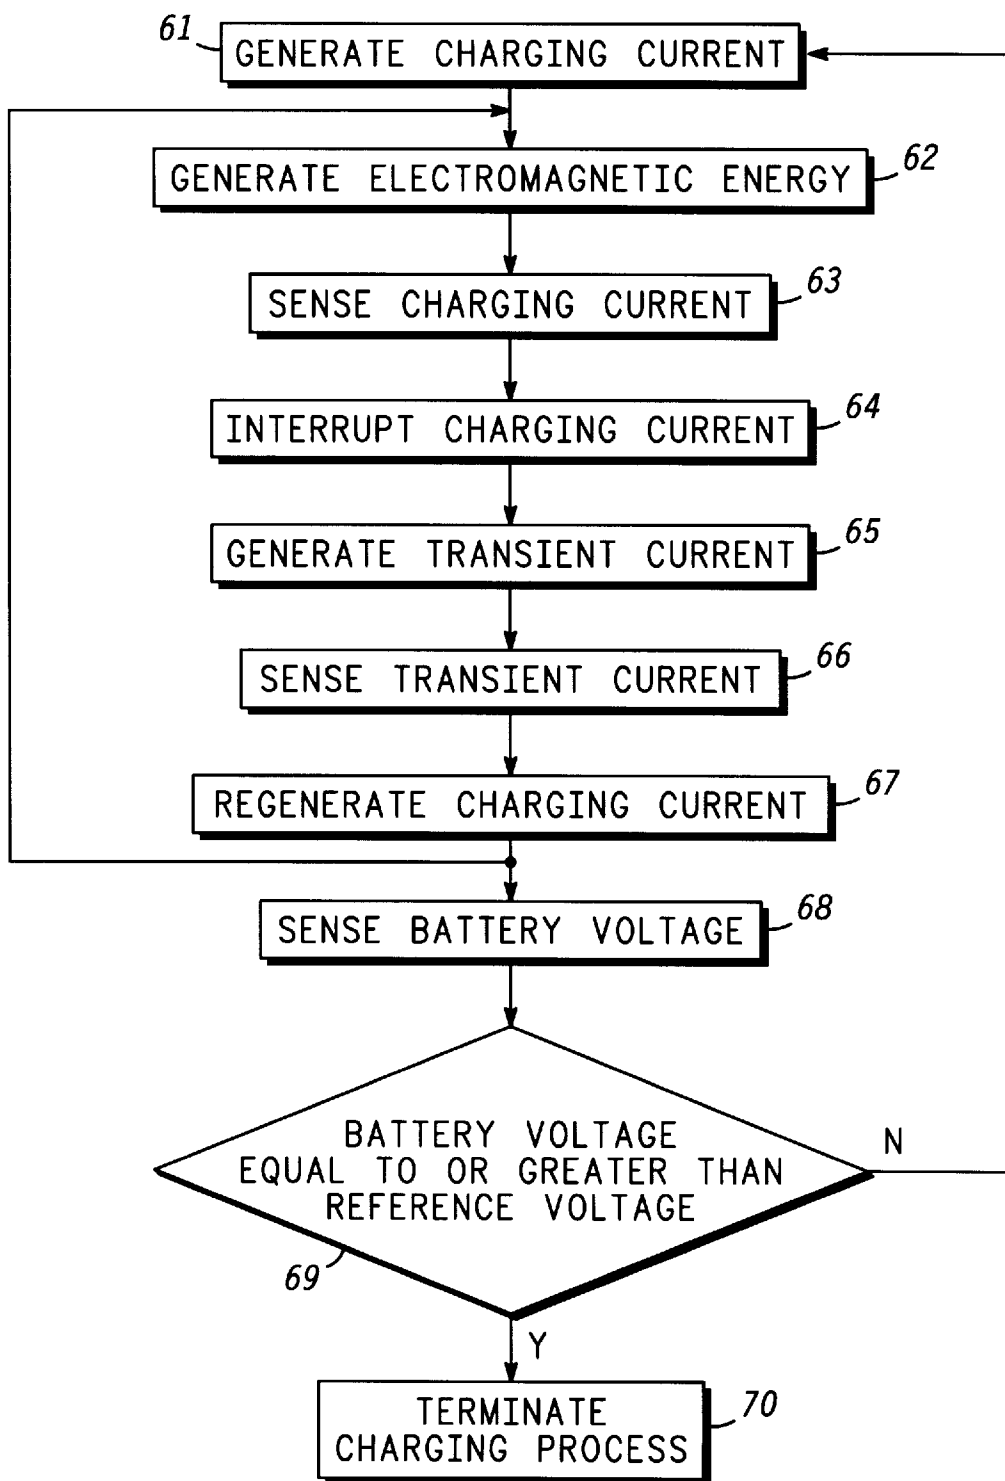 61
GENERATE CHARGING CURRENT
GENERATE ELECTROMAGNETIC ENERGY
62
SENSE CHARGING CURRENT
63
INTERRUPT CHARGING CURRENT
64
GENERATE TRANSIENT CURRENT
65
SENSE TRANSIENT CURRENT
66
REGENERATE CHARGING CURRENT
67
SENSE BATTERY VOLTAGE
68
BATTERY VOLTAGE
EQUAL TO OR GREATER THAN
REFERENCE VOLTAGE
N
69
Y
TERMINATE
CHARGING PROCESS
70